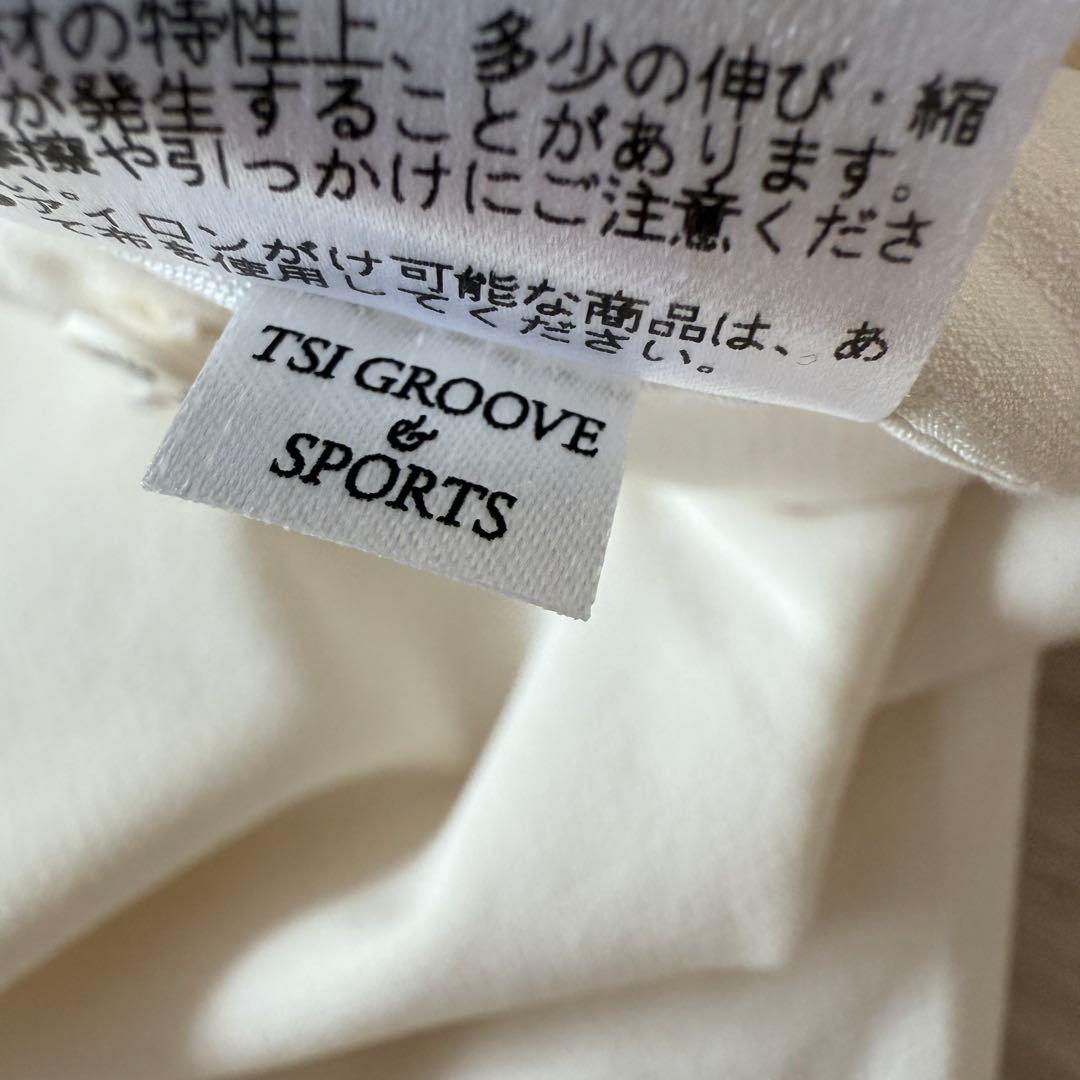 材の特性上、多少の伸び・縮
が発生することがあります。
摩擦や引っかけにご注意くださ
い。
●アイロンがけ可能な商品は、あ
て布を使用してください。
TSI GROOVE
&
SPORTS